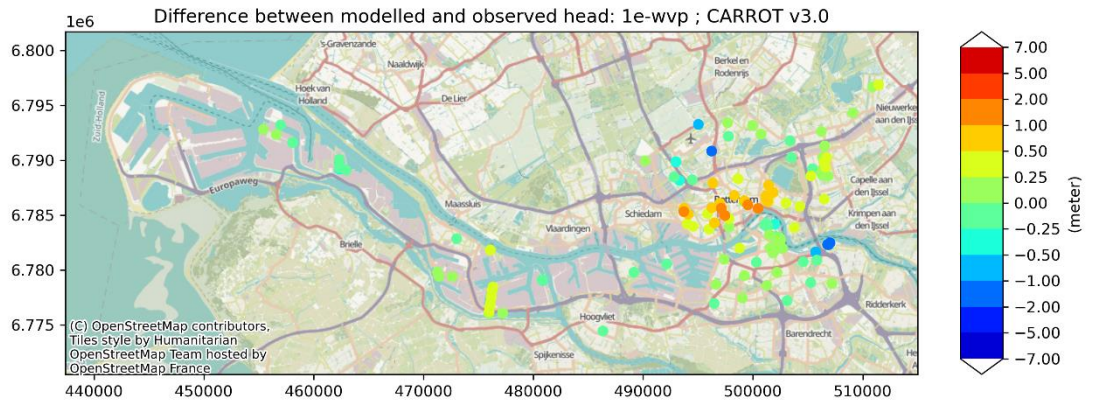 Difference between modelled and observed head: 1e-wvp ; CARROT v3.0
1e6
6.800
6.795
6.790
6.785
6.780
6.775
440000
450000
460000
470000
480000
490000
500000
510000
's-Gravenzande
Naaldwijk
Berkel en
Rodenrijs
Hoek van
Holland
De Lier
Zuid-Holland
Nieuwerke
aan den IJss
Europaweg
Maassluis
Capelle aan
den IJssel
Schiedam
Krimpen aan
den IJssel
Vlaardingen
Brielle
Hoogvliet
Ridderkerk
Barendrecht
Spijkenisse
He
(C) OpenStreetMap contributors,
Tiles style by Humanitarian
OpenStreetMap Team hosted by
OpenStreetMap France
7.00
5.00
2.00
1.00
0.50
0.25
0.00
−0.25
−0.50
−1.00
−2.00
−5.00
−7.00
(meter)